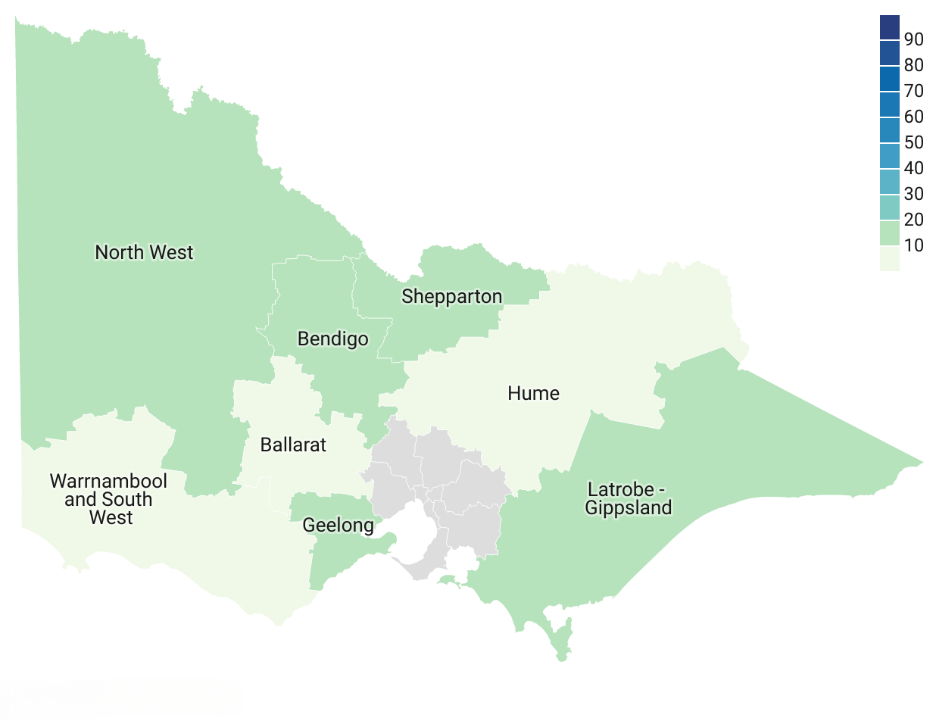 90
80
70
60
50
40
30
20
10
North West
Shepparton
Bendigo
Hume
Ballarat
Warrnambool
and South
West
Latrobe -
Gippsland
Geelong